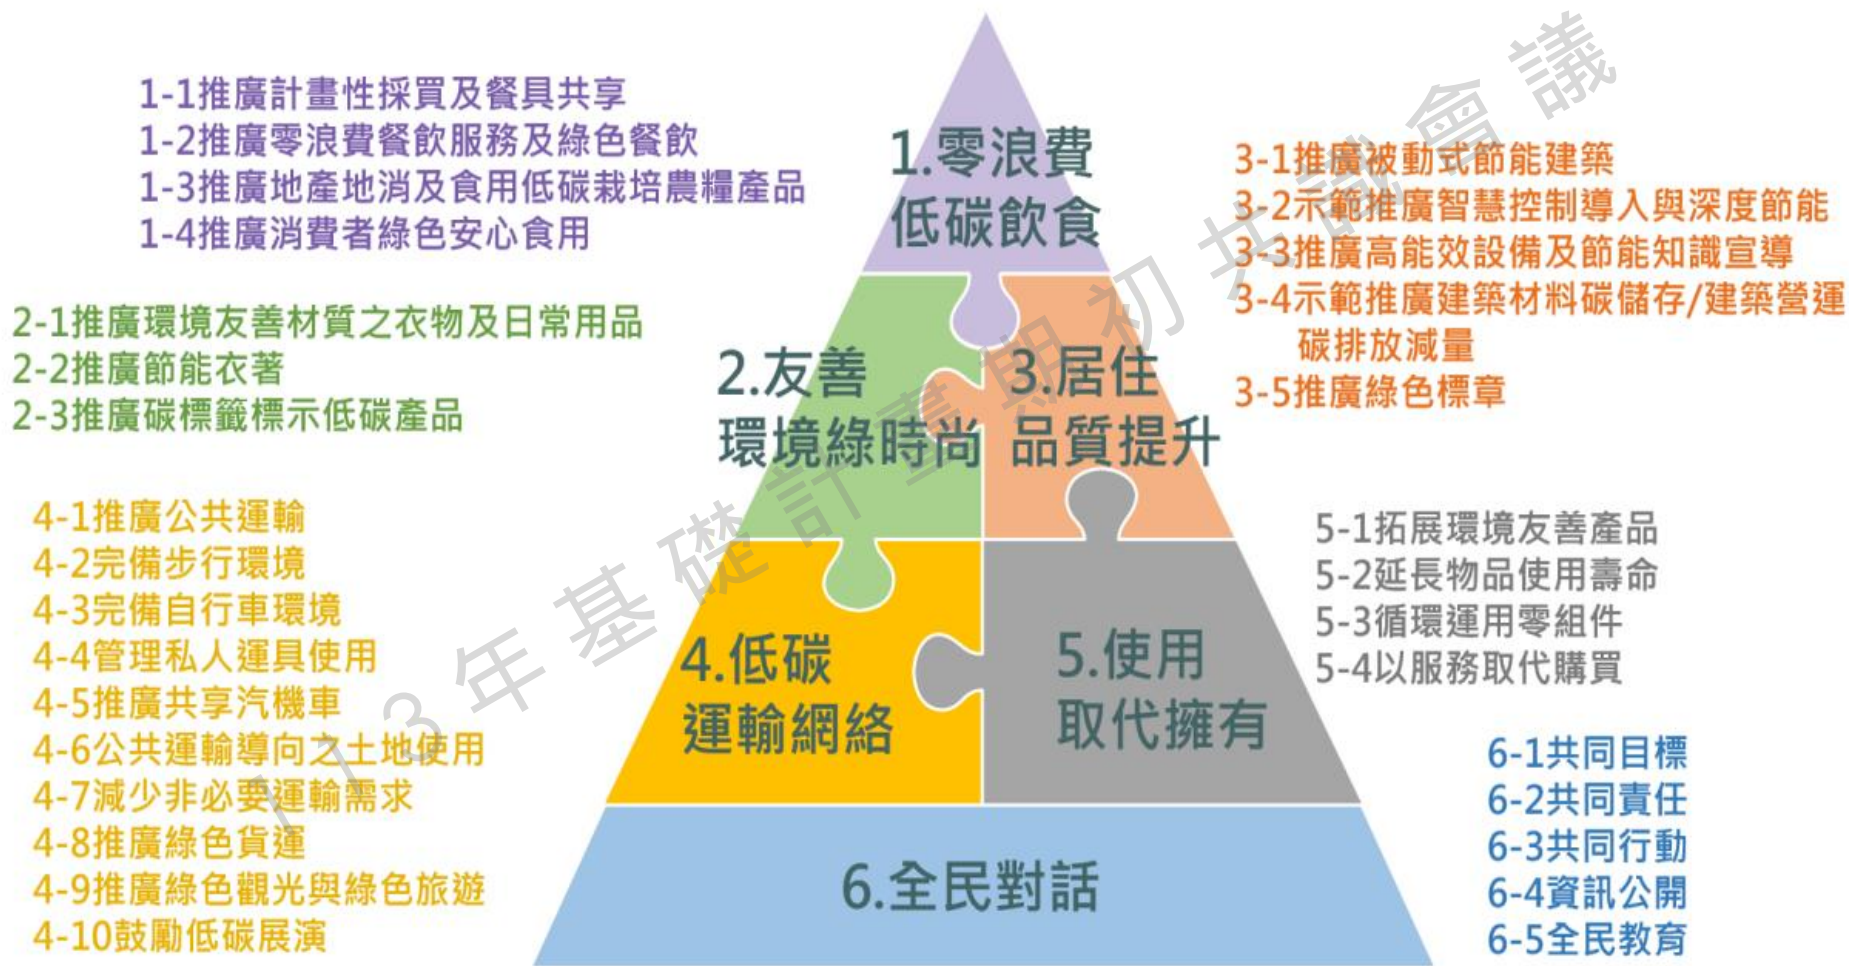 1-1推廣計畫性採買及餐具共享
1-2推廣零浪費餐飲服務及綠色餐飲
1-3推廣地產地消及食用低碳栽培農糧產品
1-4推廣消費者綠色安心食用
1.零浪費
低碳飲食
2-1推廣環境友善材質之衣物及日常用品
2-2推廣節能衣著
2-3推廣碳標籤標示低碳產品
2.友善
環境綠時尚
3.居住
品質提升
3-1推廣被動式節能建築
3-2示範推廣智慧控制導入與深度節能
3-3推廣高能效設備及節能知識宣導
3-4示範推廣建築材料碳儲存/建築營運
碳排放減量
3-5推廣綠色標章
4-1推廣公共運輸
4-2完備步行環境
4-3完備自行車環境
4-4管理私人運具使用
4-5推廣共享汽機車
4-6公共運輸導向之土地使用
4-7減少非必要運輸需求
4-8推廣綠色貨運
4-9推廣綠色觀光與綠色旅遊
4-10鼓勵低碳展演
4.低碳
運輸網絡
5.使用
取代擁有
5-1拓展環境友善產品
5-2延長物品使用壽命
5-3循環運用零組件
5-4以服務取代購買
6.全民對話
6-1共同目標
6-2共同責任
6-3共同行動
6-4資訊公開
6-5全民教育
113年基礎計畫期初共識會議